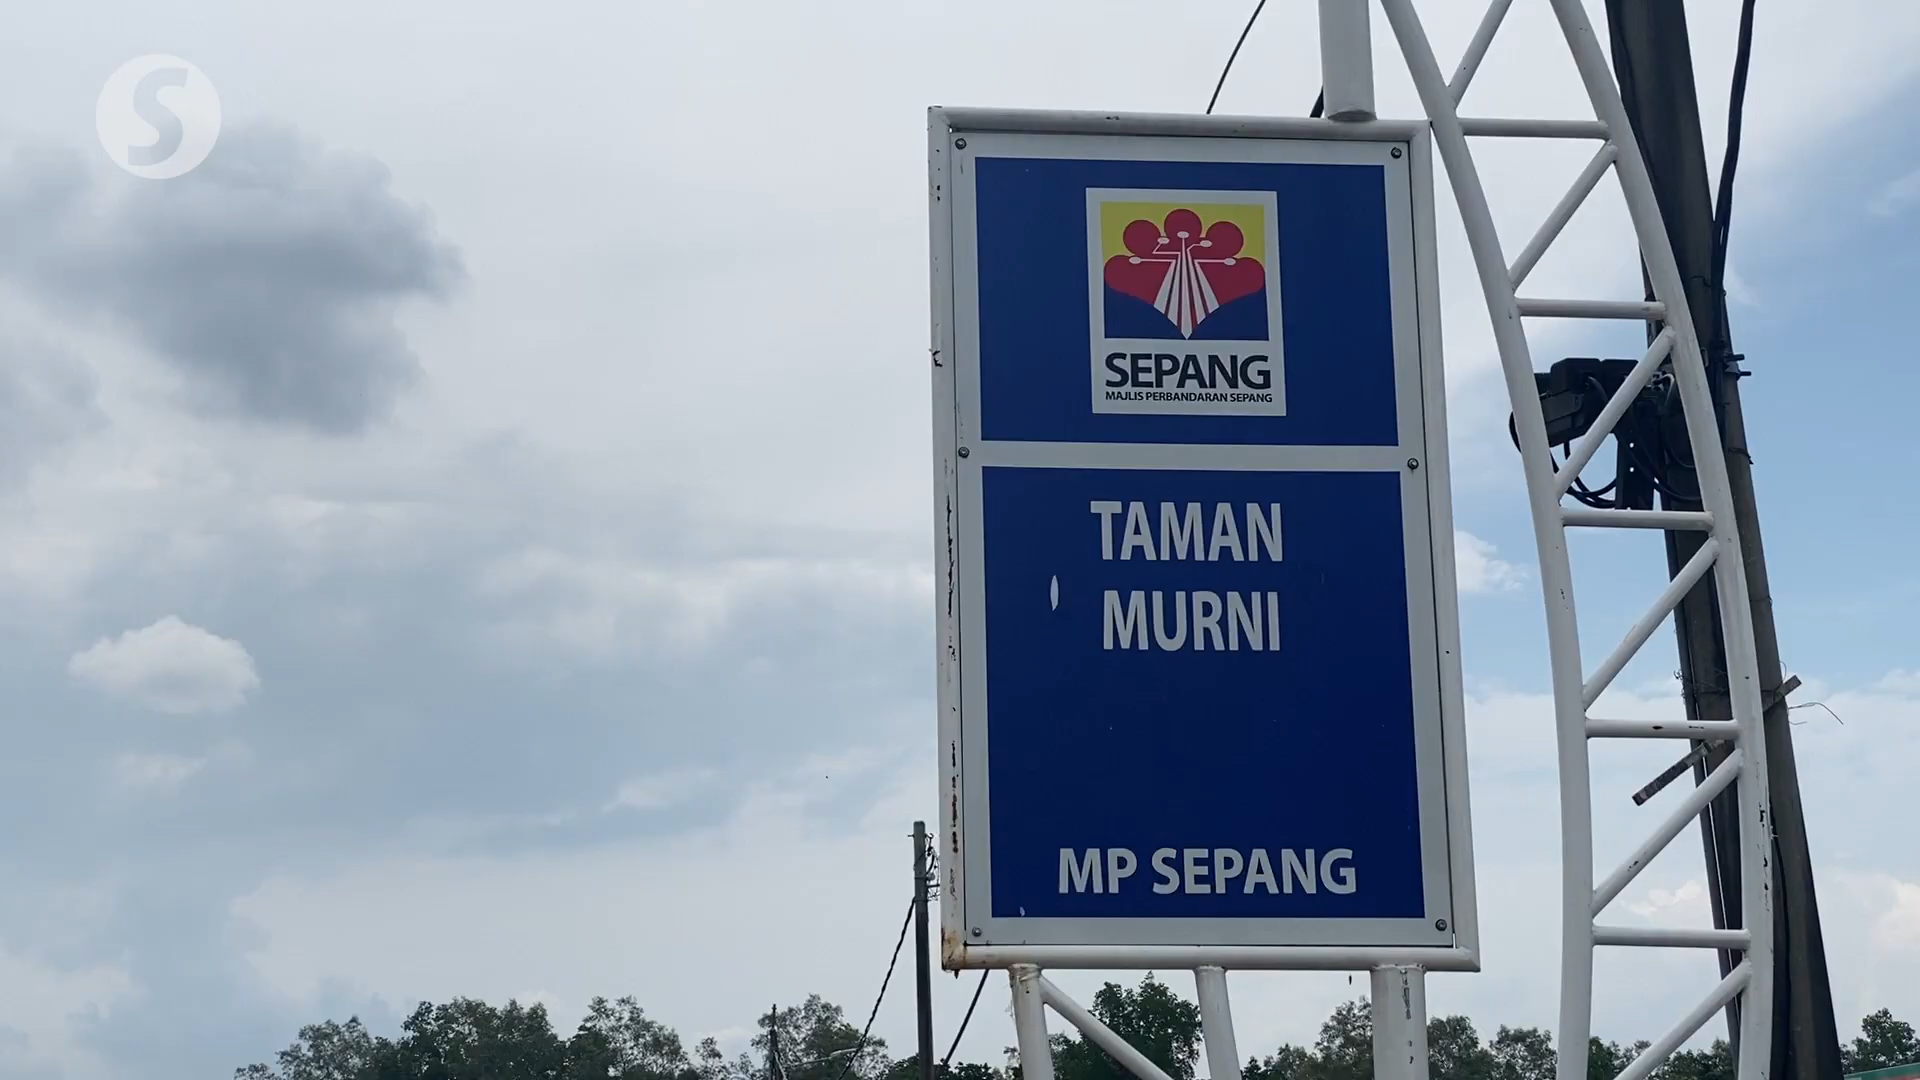 S
SEPANG
MAJLIS PERBANDARAN SEPANG
TAMAN
MURNI
MP SEPANG